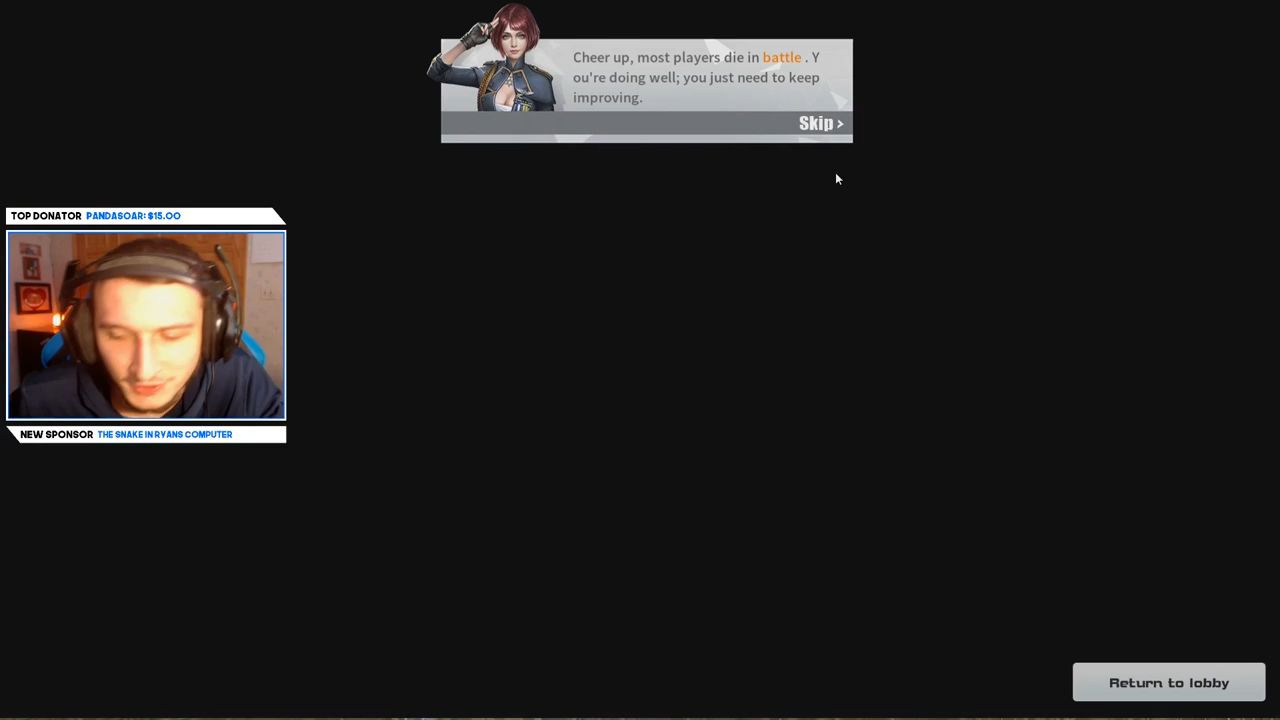 Cheer up, most players die in battle . Y
ou're doing well; you just need to keep
improving.
Skip >
TOP DONATOR PANDASOAR: $15.00
NEW SPONSOR THE SNAKE IN RYANS COMPUTER
Return to lobby